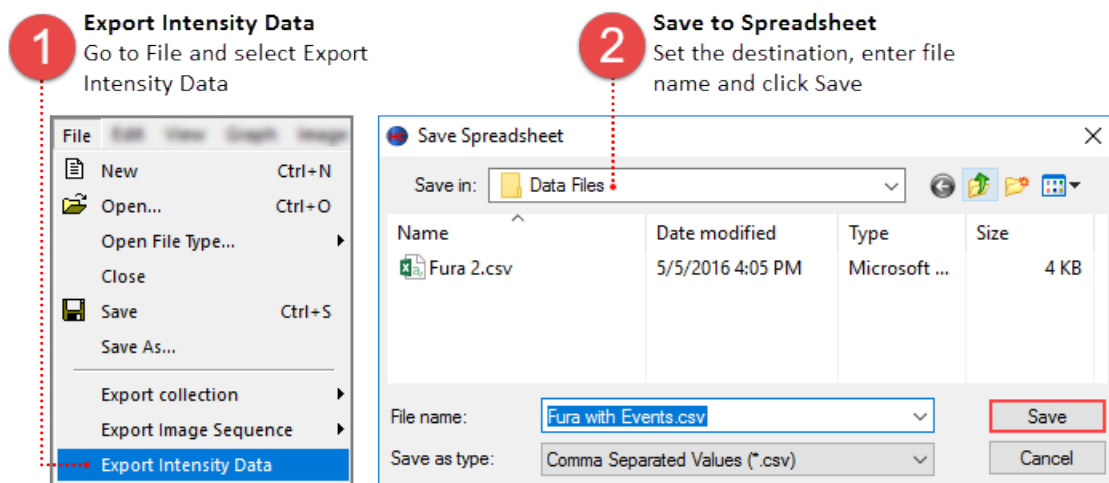 1
Export Intensity Data
Go to File and select Export
Intensity Data
2
Save to Spreadsheet
Set the destination, enter file
name and click Save
File Edit View Graph Image
New Ctrl+N
Open... Ctrl+O
Open File Type...
Close
Save Ctrl+S
Save As...
Export collection
Export Image Sequence
Export Intensity Data
Save Spreadsheet
Save in: Data Files
Name Date modified Type Size
Fura 2.csv 5/5/2016 4:05 PM Microsoft ... 4 KB
File name: Fura with Events.csv Save
Save as type: Comma Separated Values (*.csv) Cancel